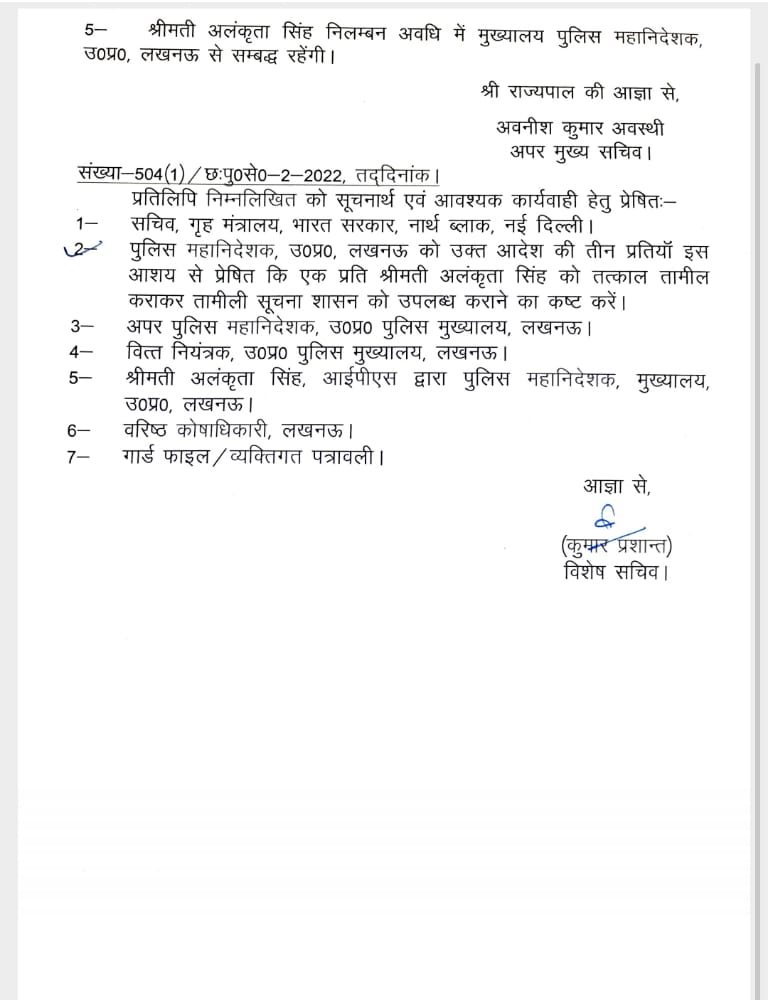 5– श्रीमती अलंकृता सिंह निलम्बन अवधि में मुख्यालय पुलिस महानिदेशक,
उ0प्र0, लखनऊ से सम्बद्ध रहेंगी।
श्री राज्यपाल की आज्ञा से,
अवनीश कुमार अवस्थी
अपर मुख्य सचिव।
संख्या–504(1)/छःपु0से0–2–2022, तद्दिनांक।
प्रतिलिपि निम्नलिखित को सूचनार्थ एवं आवश्यक कार्यवाही हेतु प्रेषितः–
1– सचिव, गृह मंत्रालय, भारत सरकार, नार्थ ब्लाक, नई दिल्ली।
2– पुलिस महानिदेशक, उ0प्र0, लखनऊ को उक्त आदेश की तीन प्रतियॉ इस
आशय से प्रेषित कि एक प्रति श्रीमती अलंकृता सिंह को तत्काल तामील
कराकर तामीली सूचना शासन को उपलब्ध कराने का कष्ट करें।
3– अपर पुलिस महानिदेशक, उ0प्र0 पुलिस मुख्यालय, लखनऊ।
4– वित्त नियंत्रक, उ0प्र0 पुलिस मुख्यालय, लखनऊ।
5– श्रीमती अलंकृता सिंह, आईपीएस द्वारा पुलिस महानिदेशक, मुख्यालय,
उ0प्र0, लखनऊ।
6– वरिष्ठ कोषाधिकारी, लखनऊ।
7– गार्ड फाइल/व्यक्तिगत पत्रावली।
आज्ञा से,
(कुमार प्रशान्त)
विशेष सचिव।